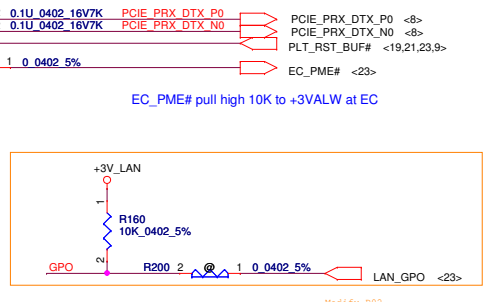 0.1U_0402_16V7K PCIE_PRX_DTX_P0 PCIE_PRX_DTX_P0 <8>
0.1U_0402_16V7K PCIE_PRX_DTX_N0 PCIE_PRX_DTX_N0 <8>
PLT_RST_BUF# <19,21,23,9>
1 0_0402_5% EC_PME# <23>
EC_PME# pull high 10K to +3VALW at EC
+3V_LAN
1
R160
10K_0402_5%
2
GPO R200 2 @ 1 0_0402_5% LAN_GPO <23>